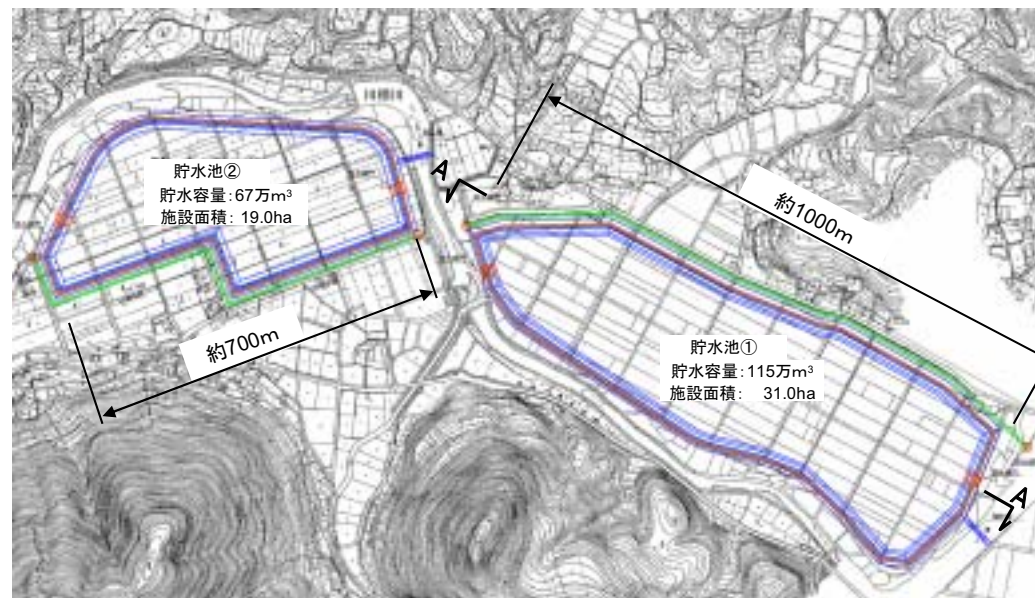 貯水池②
貯水容量:67万m³
施設面積: 19.0ha
A
約1000m
約700m
貯水池①
貯水容量:115万m³
施設面積: 31.0ha
A